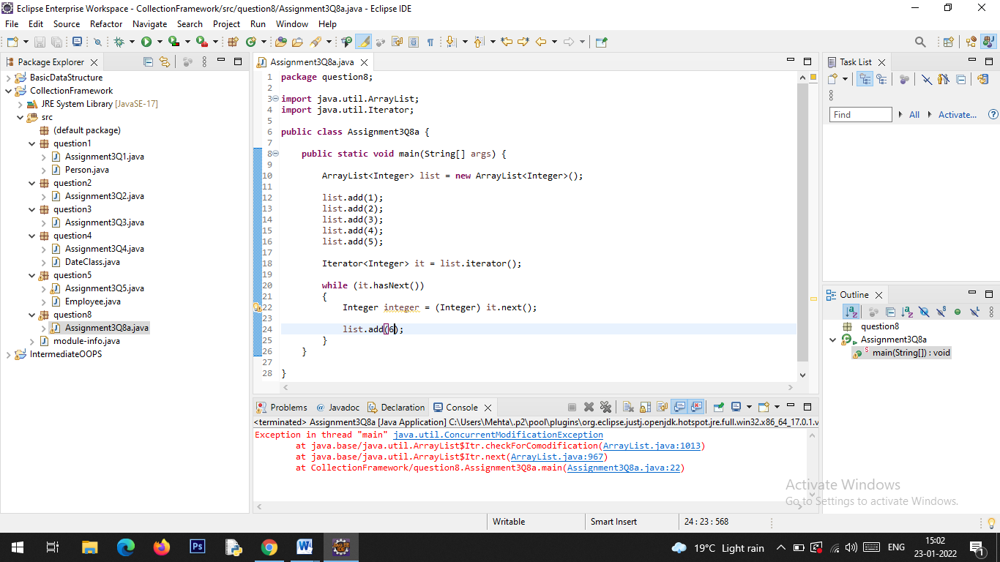 Eclipse Enterprise Workspace - CollectionFramework/src/question8/Assignment3Q8a.java - Eclipse IDE
File Edit Source Refactor Navigate Search Project Run Window Help
Package Explorer
BasicDataStructure
CollectionFramework
JRE System Library [JavaSE-17]
src
(default package)
question1
Assignment3Q1.java
Person.java
question2
Assignment3Q2.java
question3
Assignment3Q3.java
question4
Assignment3Q4.java
DateClass.java
question5
Assignment3Q5.java
Employee.java
question8
Assignment3Q8a.java
module-info.java
IntermediateOOPS
Assignment3Q8a.java
1 package question8;
2
3 import java.util.ArrayList;
4 import java.util.Iterator;
5
6 public class Assignment3Q8a {
7
8 public static void main(String[] args) {
9
10 ArrayList<Integer> list = new ArrayList<Integer>();
11
12 list.add(1);
13 list.add(2);
14 list.add(3);
15 list.add(4);
16 list.add(5);
17
18 Iterator<Integer> it = list.iterator();
19
20 while (it.hasNext())
21 {
22 Integer integer = (Integer) it.next();
23
24 list.add(6);
25 }
26 }
27
28 }
Problems @ Javadoc Declaration Console
<terminated> Assignment3Q8a [Java Application] C:\Users\Mehta\.p2\pool\plugins\org.eclipse.justj.openjdk.hotspot.jre.full.win32.x86_64_17.0.1.v
Exception in thread "main" java.util.ConcurrentModificationException
at java.base/java.util.ArrayList$Itr.checkForComodification(ArrayList.java:1013)
at java.base/java.util.ArrayList$Itr.next(ArrayList.java:967)
at CollectionFramework/question8.Assignment3Q8a.main(Assignment3Q8a.java:22)
Task List
Find All Activate...
Outline
question8
Assignment3Q8a
main(String[]) : void
Activate Windows
Go to Settings to activate Windows.
Writable Smart Insert 24 : 23 : 568
19°C Light rain ENG 15:02
23-01-2022
1